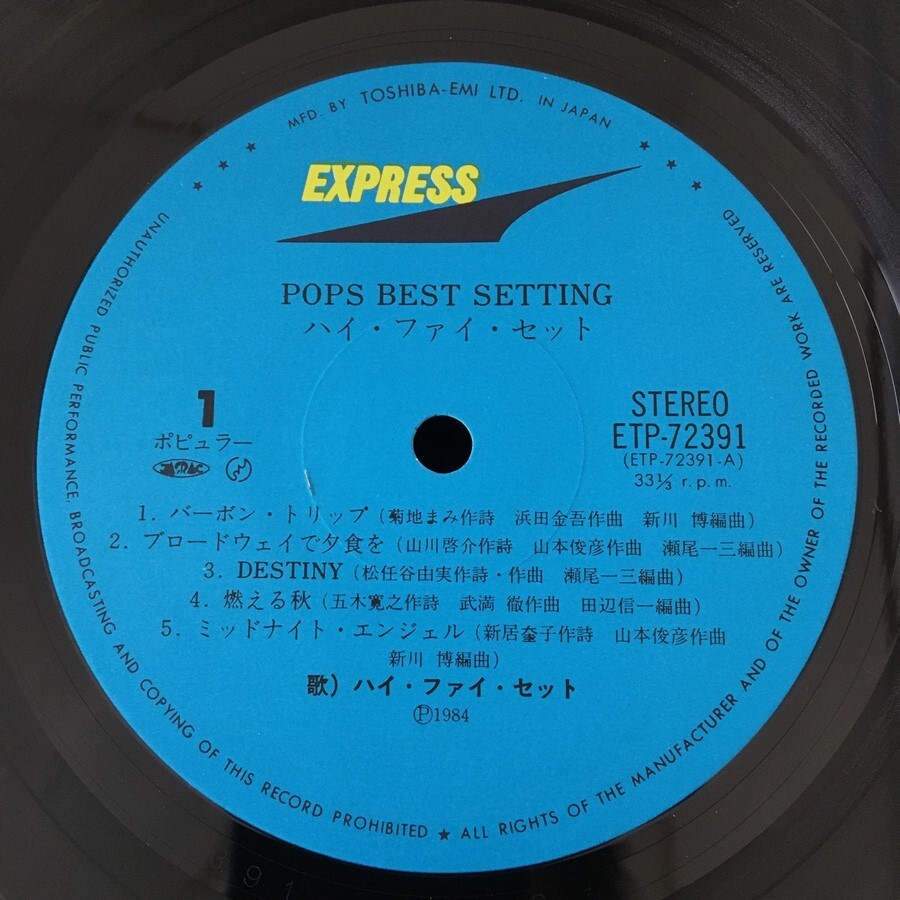 MFD. BY TOSHIBA-EMI LTD. IN JAPAN
EXPRESS
POPS BEST SETTING
ハイ・ファイ・セット
1
ポピュラー
STEREO
ETP-72391
(ETP-72391-A)
33⅓ r.p.m.
1. バーボン・トリップ (菊地まみ作詩 浜田金吾作曲 新川 博編曲)
2. ブロードウェイで夕食を (山川啓介作詩 山本俊彦作曲 瀬尾一三編曲)
3. DESTINY (松任谷由実作詩・作曲 瀬尾一三編曲)
4. 燃える秋 (五木寛之作詩 武満 徹作曲 田辺信一編曲)
5. ミッドナイト・エンジェル (新居奎子作詩 山本俊彦作曲
新川 博編曲)
歌) ハイ・ファイ・セット
Ⓟ1984
UNAUTHORIZED PUBLIC PERFORMANCE, BROADCASTING AND COPYING OF THIS RECORD PROHIBITED ★ ALL RIGHTS OF THE MANUFACTURER AND OF THE OWNER OF THE RECORDED WORK ARE RESERVED